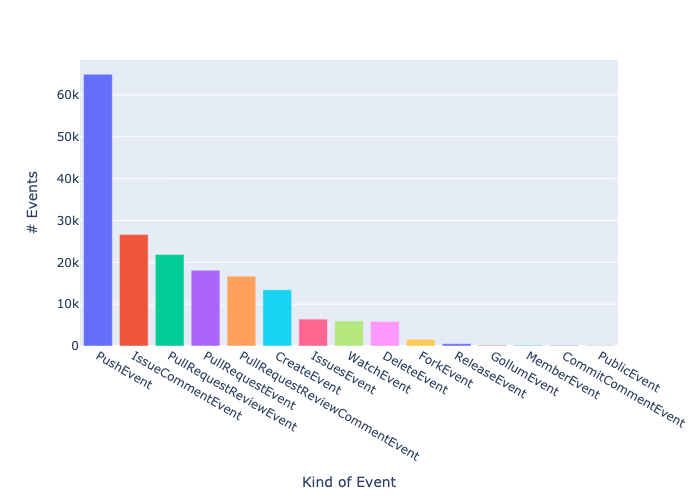 # Events
60k
50k
40k
30k
20k
10k
0
PushEvent
IssueCommentEvent
PullRequestReviewEvent
PullRequestEvent
PullRequestReviewCommentEvent
CreateEvent
IssuesEvent
WatchEvent
DeleteEvent
ForkEvent
ReleaseEvent
GollumEvent
MemberEvent
CommitCommentEvent
PublicEvent
Kind of Event